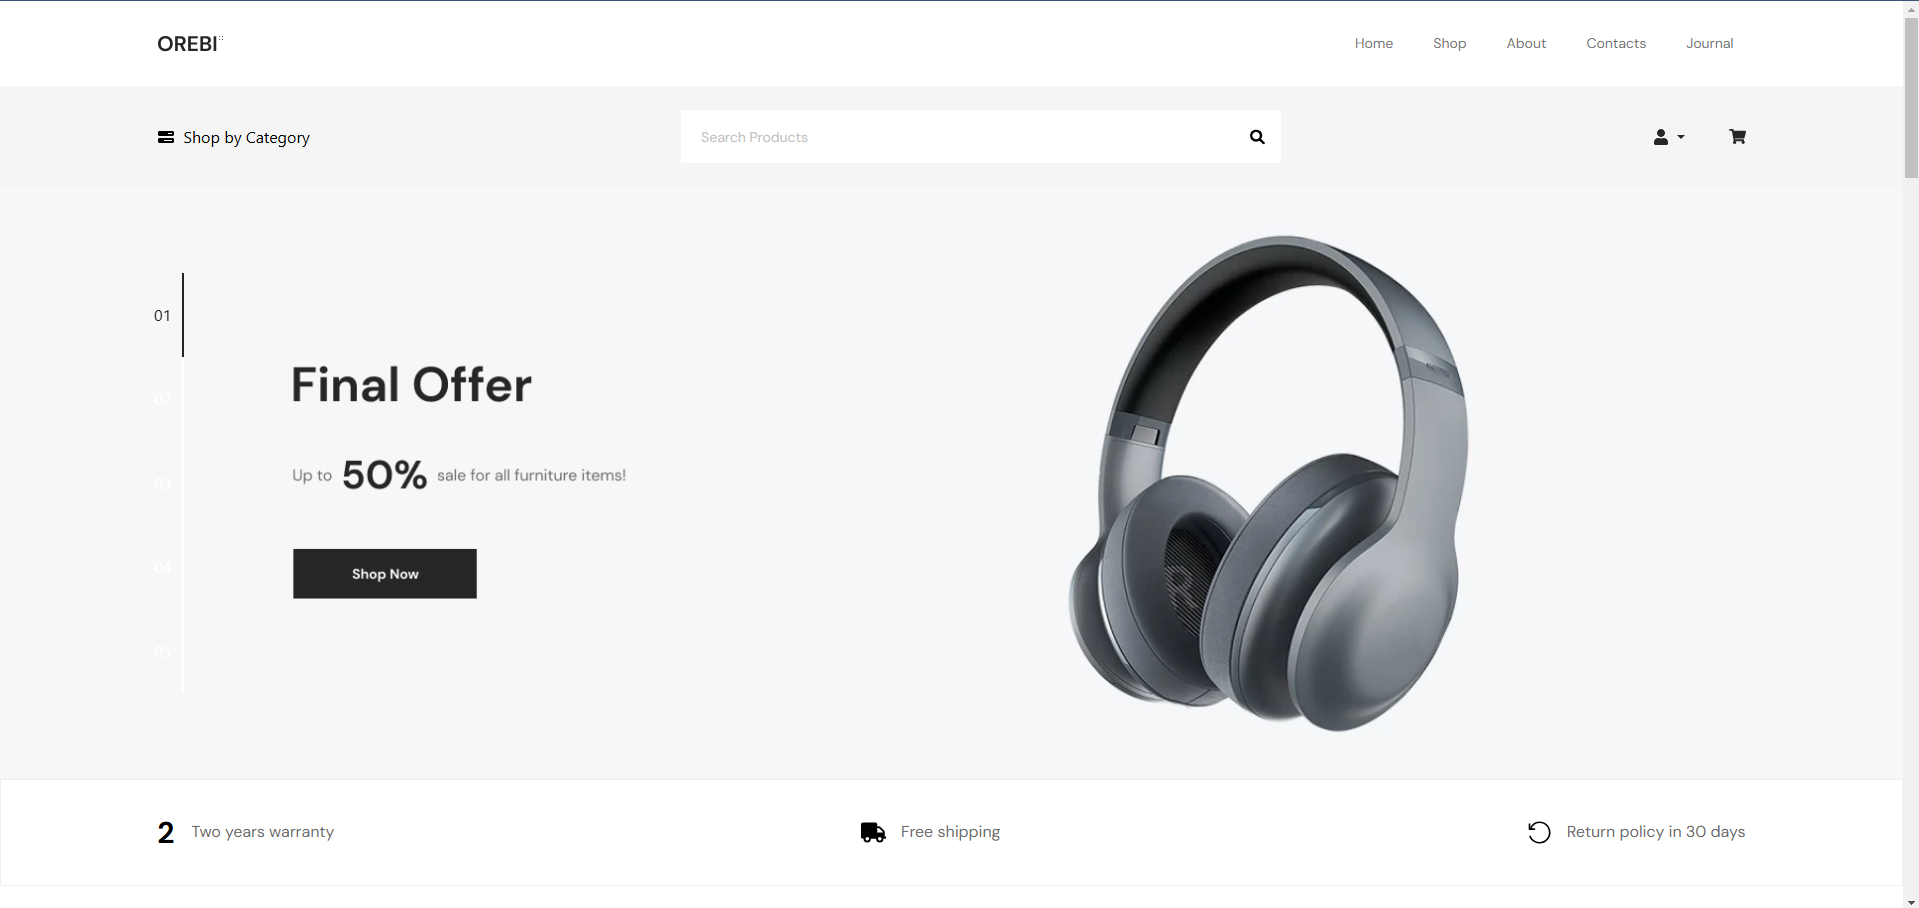 OREBI
Home Shop About Contacts Journal
Shop by Category
Search Products
01
02
03
04
05
Final Offer
Up to 50% sale for all furniture items!
Shop Now
2 Two years warranty
Free shipping
Return policy in 30 days